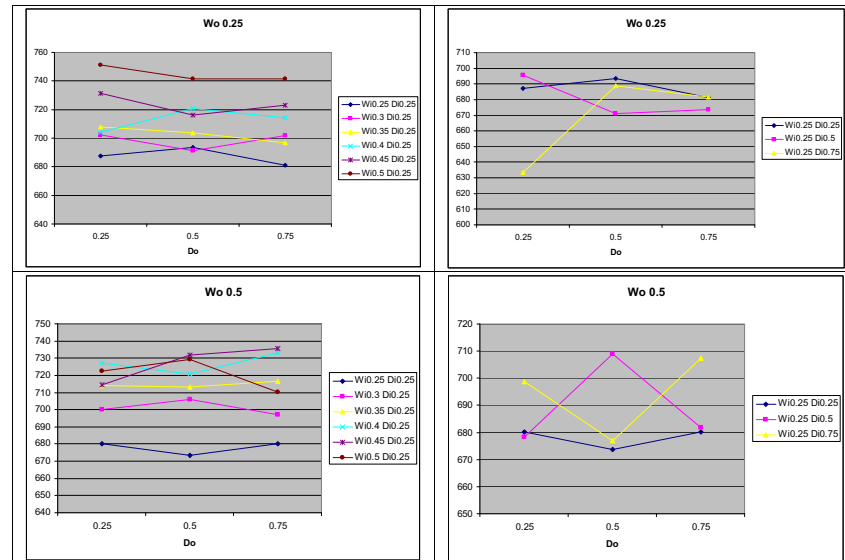 Wo 0.25
760
740
720
700
680
660
640
0.25 0.5 0.75
Do
Wi0.25 Di0.25
Wi0.3 Di0.25
Wi0.35 Di0.25
Wi0.4 Di0.25
Wi0.45 Di0.25
Wi0.5 Di0.25
Wo 0.25
710
700
690
680
670
660
650
640
630
620
610
600
0.25 0.5 0.75
Do
Wi0.25 Di0.25
Wi0.25 Di0.5
Wi0.25 Di0.75
Wo 0.5
750
740
730
720
710
700
690
680
670
660
650
640
0.25 0.5 0.75
Do
Wi0.25 Di0.25
Wi0.3 Di0.25
Wi0.35 Di0.25
Wi0.4 Di0.25
Wi0.45 Di0.25
Wi0.5 Di0.25
Wo 0.5
720
710
700
690
680
670
660
650
0.25 0.5 0.75
Do
Wi0.25 Di0.25
Wi0.25 Di0.5
Wi0.25 Di0.75